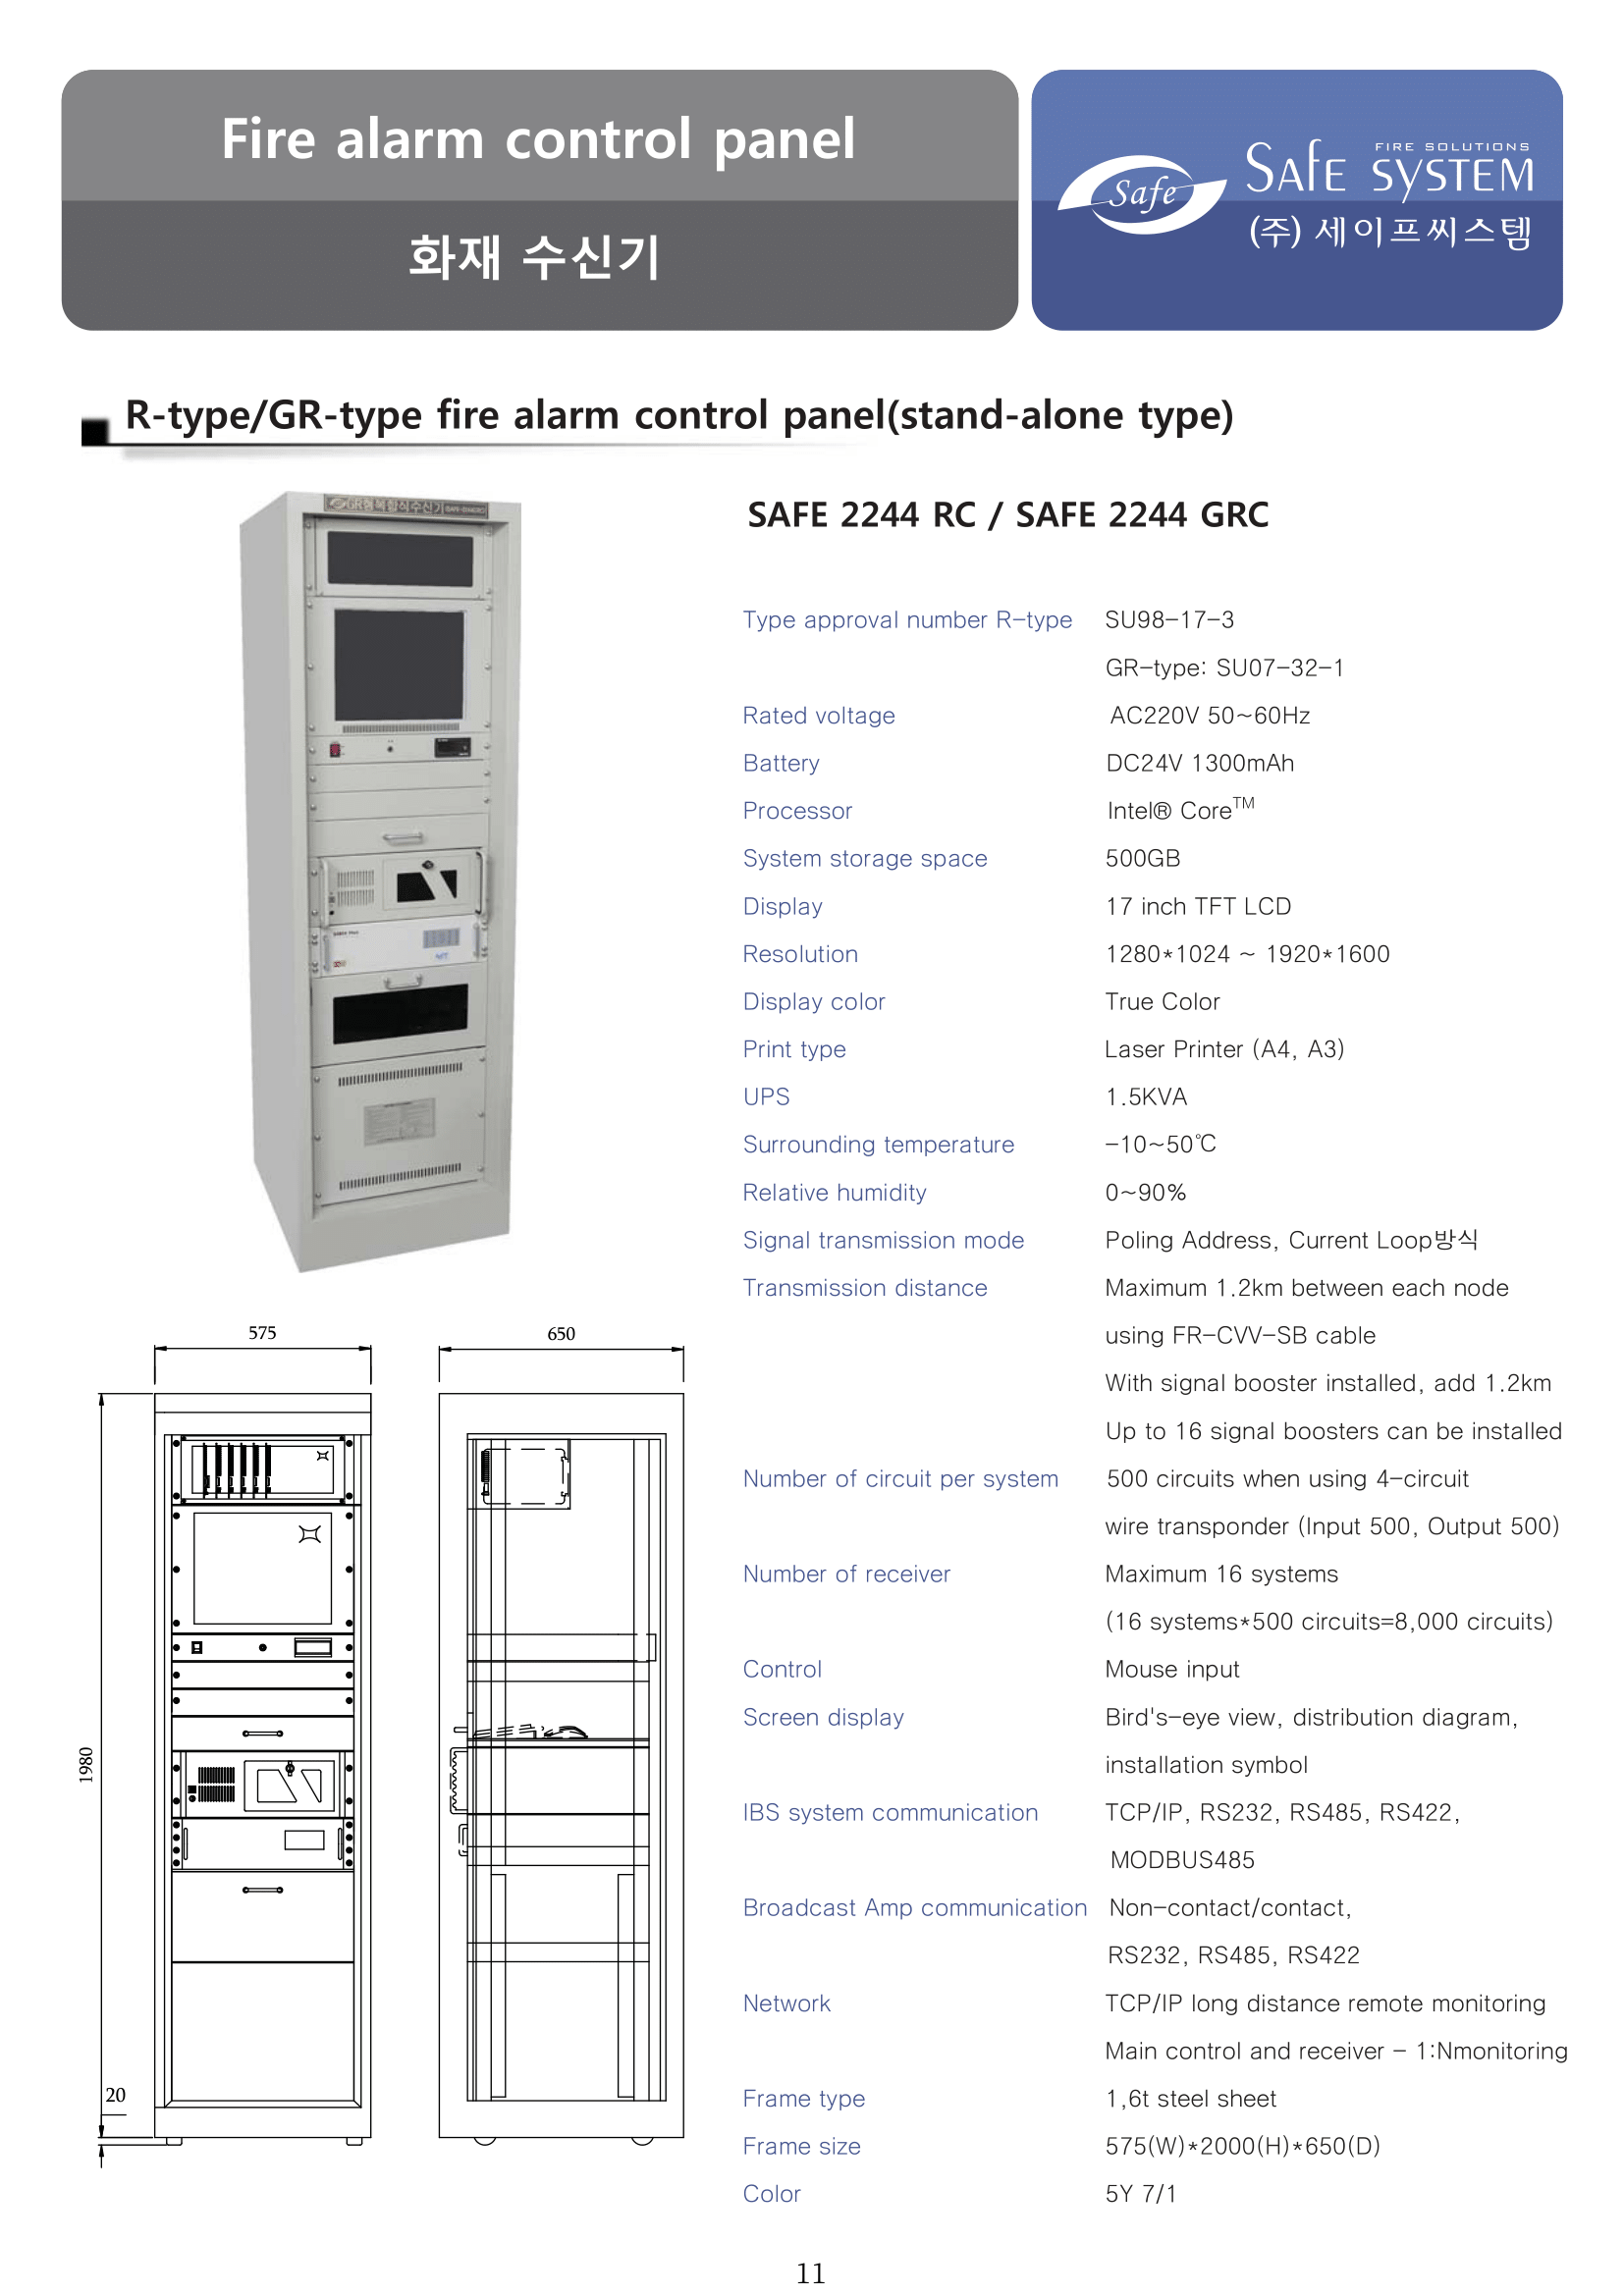 Fire alarm control panel
화재 수신기
Safe
FIRE SOLUTIONS
SAfE SySTEM
(주) 세이프씨스템
R-type/GR-type fire alarm control panel(stand-alone type)
SAFE 2244 RC / SAFE 2244 GRC
Type approval number R-type SU98-17-3
GR-type: SU07-32-1
Rated voltage AC220V 50~60Hz
Battery DC24V 1300mAh
Processor Intel® Core™
System storage space 500GB
Display 17 inch TFT LCD
Resolution 1280*1024 ~ 1920*1600
Display color True Color
Print type Laser Printer (A4, A3)
UPS 1.5KVA
Surrounding temperature -10~50℃
Relative humidity 0~90%
Signal transmission mode Poling Address, Current Loop방식
Transmission distance Maximum 1.2km between each node
using FR-CVV-SB cable
With signal booster installed, add 1.2km
Up to 16 signal boosters can be installed
Number of circuit per system 500 circuits when using 4-circuit
wire transponder (Input 500, Output 500)
Number of receiver Maximum 16 systems
(16 systems*500 circuits=8,000 circuits)
Control Mouse input
Screen display Bird's-eye view, distribution diagram,
installation symbol
IBS system communication TCP/IP, RS232, RS485, RS422,
MODBUS485
Broadcast Amp communication Non-contact/contact,
RS232, RS485, RS422
Network TCP/IP long distance remote monitoring
Main control and receiver - 1:Nmonitoring
Frame type 1,6t steel sheet
Frame size 575(W)*2000(H)*650(D)
Color 5Y 7/1
GR형복합식수신기
575
650
1980
20
11